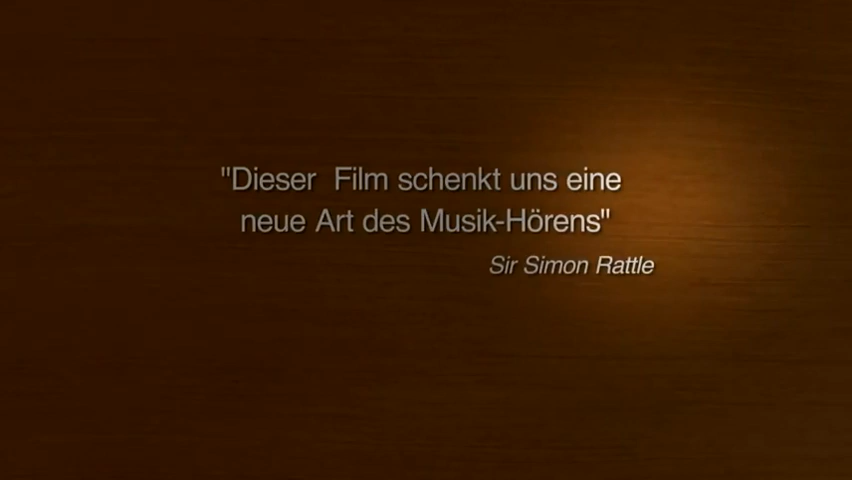 "Dieser  Film schenkt uns eine
neue Art des Musik-Hörens"
Sir Simon Rattle